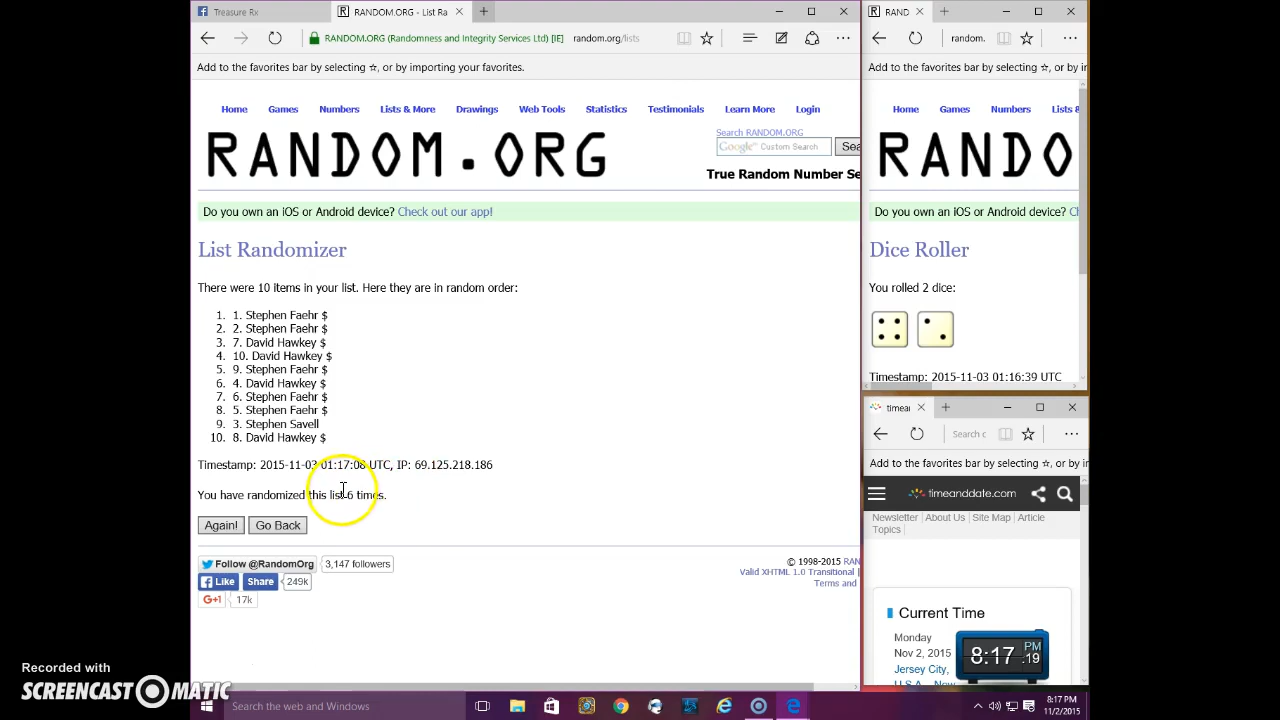 Treasure Rx
RANDOM.ORG - List Ra
RANDOM.ORG (Randomness and Integrity Services Ltd) [IE] random.org/lists
Add to the favorites bar by selecting ☆, or by importing your favorites.
Home Games Numbers Lists & More Drawings Web Tools Statistics Testimonials Learn More Login
RANDOM.ORG
Search RANDOM.ORG
Google™ Custom Search
Sea
True Random Number Se
Do you own an iOS or Android device? Check out our app!
List Randomizer
There were 10 items in your list. Here they are in random order:
1. 1. Stephen Faehr $
2. 2. Stephen Faehr $
3. 7. David Hawkey $
4. 10. David Hawkey $
5. 9. Stephen Faehr $
6. 4. David Hawkey $
7. 6. Stephen Faehr $
8. 5. Stephen Faehr $
9. 3. Stephen Savell
10. 8. David Hawkey $
Timestamp: 2015-11-03 01:17:08 UTC, IP: 69.125.218.186
You have randomized this list 6 times.
Again! Go Back
Follow @RandomOrg 3,147 followers
Like Share 249k
G+1 17k
© 1998-2015 RAN
Valid XHTML 1.0 Transitional |
Terms and
RAND
random.
Add to the favorites bar by selecting ☆, or by i
Home Games Numbers Lists &
RANDO
Do you own an iOS or Android device? Ch
Dice Roller
You rolled 2 dice:
Timestamp: 2015-11-03 01:16:39 UTC
timean
Search c
Add to the favorites bar by selecting ☆, or by i
timeanddate.com
Newsletter About Us Site Map Article
Topics
Current Time
Monday
Nov 2, 2015
Jersey City,
U.S.A., New
8:17 PM .19
Recorded with
SCREENCAST-O-MATIC
Search the web and Windows
8:17 PM
11/2/2015